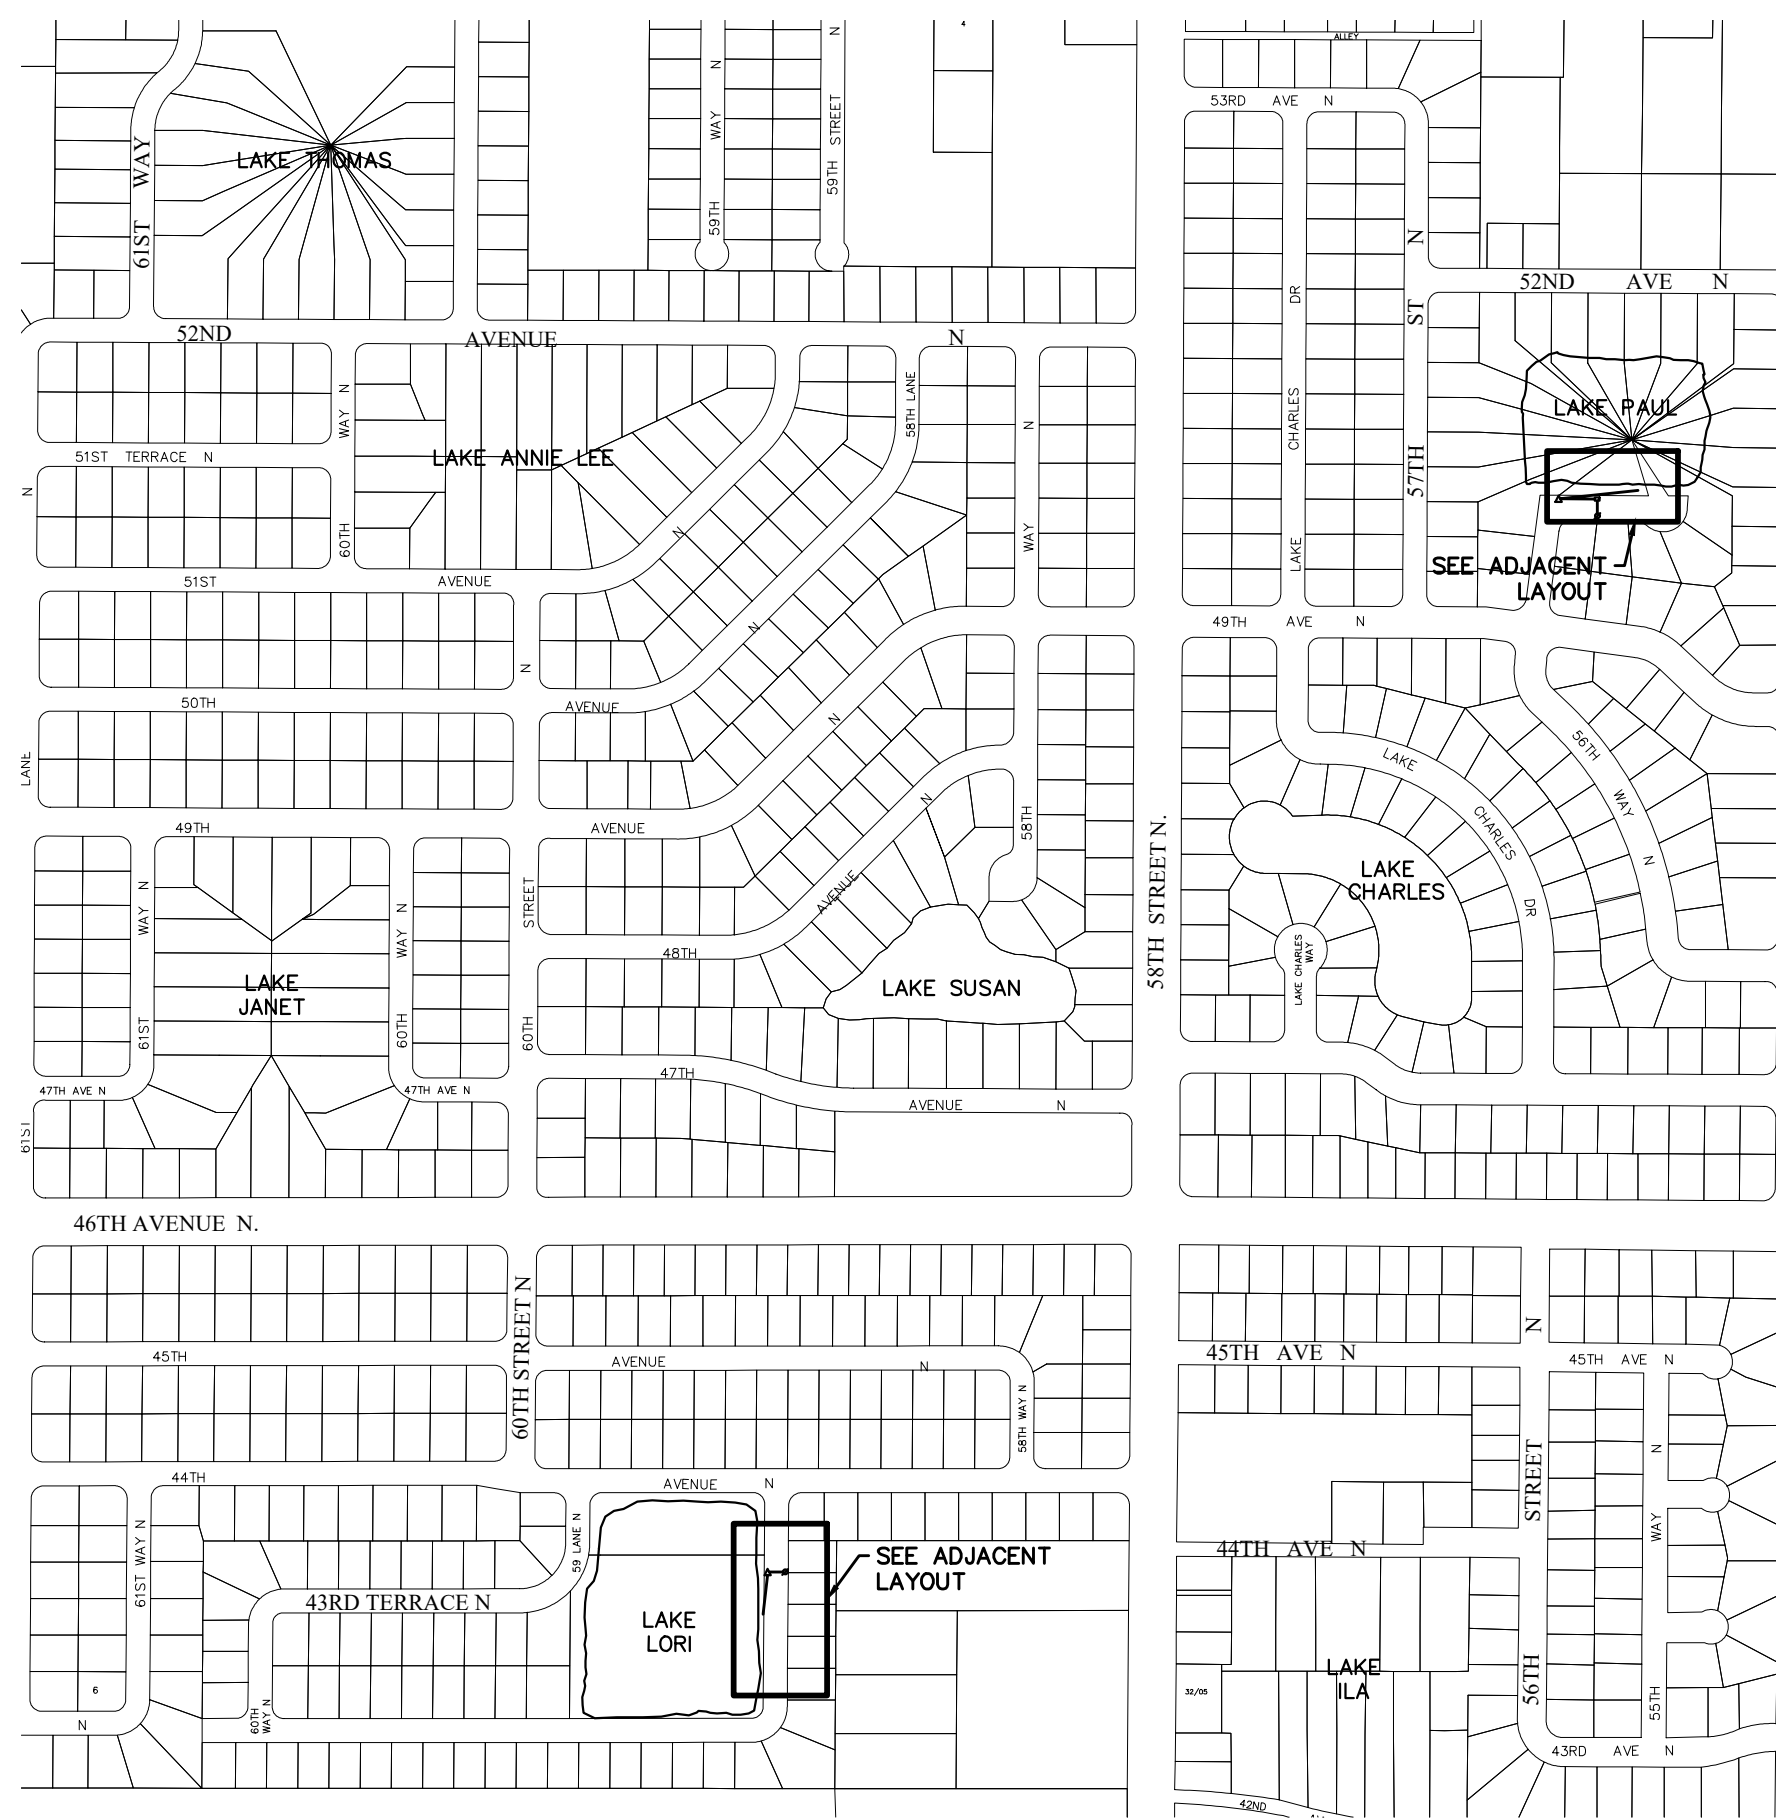 4
ALLEY
53RD AVE N
59TH WAY N
59TH STREET N
61ST WAY
LAKE THOMAS
52ND AVENUE N
52ND AVE N
LAKE CHARLES DR
57TH ST N
LAKE PAUL
SEE ADJACENT
LAYOUT
60TH WAY N
58TH LANE
WAY N
51ST TERRACE N
N
LAKE ANNIE LEE
51ST AVENUE N
49TH AVE N
50TH AVENUE N
N
LANE
LAKE CHARLES DR
56TH WAY N
49TH AVENUE N
58TH
58TH STREET N.
LAKE
CHARLES
LAKE CHARLES
WAY
61ST WAY N
60TH WAY N
60TH STREET N
48TH AVENUE N
LAKE
JANET
LAKE SUSAN
47TH AVE N
47TH AVE N
47TH AVENUE N
61ST
46TH AVENUE N.
60TH STREET N
45TH AVENUE N
58TH WAY N
45TH AVE N
45TH AVE N
56TH STREET N
55TH WAY N
44TH AVENUE N
61ST WAY N
59 LANE N
SEE ADJACENT
LAYOUT
44TH AVE N
43RD TERRACE N
LAKE
LORI
LAKE
ILA
6
32/05
60TH
WAY N
N
43RD AVE N
42ND